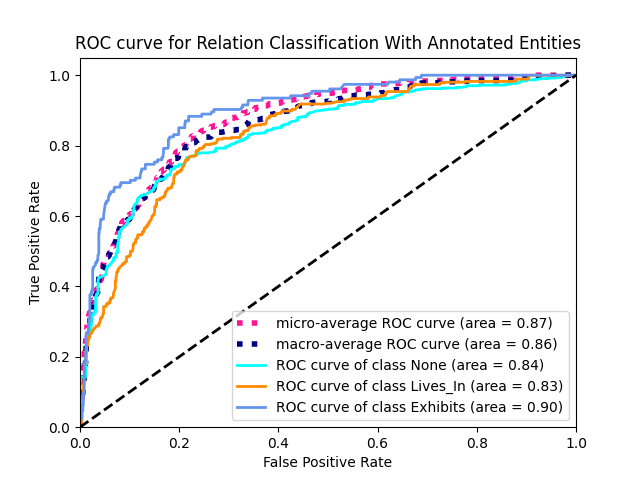 ROC curve for Relation Classification With Annotated Entities
1.0
0.8
0.6
0.4
0.2
0.0
True Positive Rate
micro-average ROC curve (area = 0.87)
macro-average ROC curve (area = 0.86)
ROC curve of class None (area = 0.84)
ROC curve of class Lives_In (area = 0.83)
ROC curve of class Exhibits (area = 0.90)
0.0 0.2 0.4 0.6 0.8 1.0
False Positive Rate